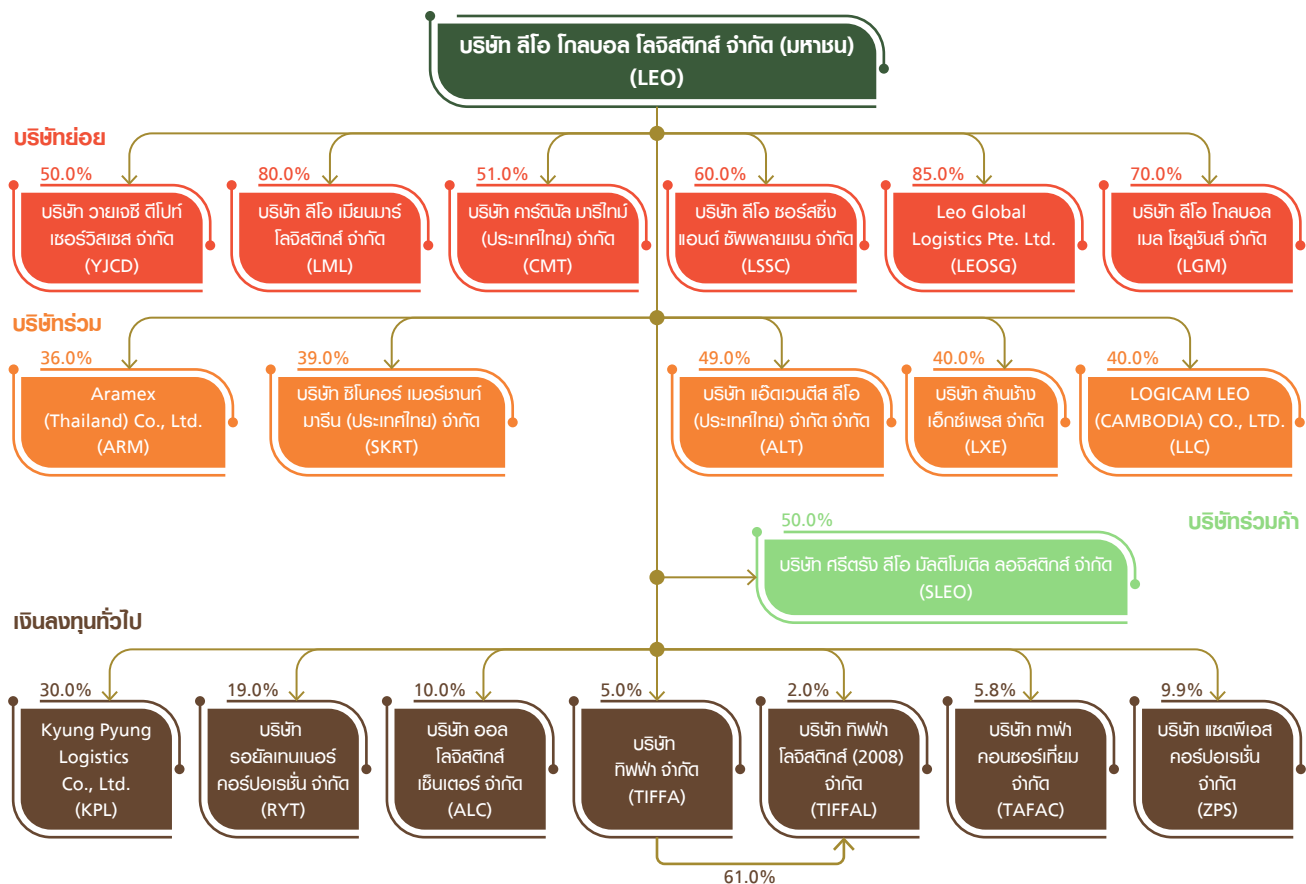 บริษัท ลีโอ โกลบอล โลจิสติกส์ จำกัด (มหาชน)
(LEO)
บริษัทย่อย
50.0%
บริษัท วายเจซี ดีโปท์
เซอร์วิสเซส จำกัด
(YJCD)
80.0%
บริษัท ลีโอ เมียนมาร์
โลจิสติกส์ จำกัด
(LML)
51.0%
บริษัท คาร์ดินัล มาริไทม์
(ประเทศไทย) จำกัด
(CMT)
60.0%
บริษัท ลีโอ ซอร์สซิ่ง
แอนด์ ซัพพลายเชน จำกัด
(LSSC)
85.0%
Leo Global
Logistics Pte. Ltd.
(LEOSG)
70.0%
บริษัท ลีโอ โกลบอล
เมล โซลูชันส์ จำกัด
(LGM)
บริษัทร่วม
36.0%
Aramex
(Thailand) Co., Ltd.
(ARM)
39.0%
บริษัท ซิโนคอร์ เมอร์ชานท์
มารีน (ประเทศไทย) จำกัด
(SKRT)
49.0%
บริษัท แอ๊ดเวนตีส ลีโอ
(ประเทศไทย) จำกัด จำกัด
(ALT)
40.0%
บริษัท ล้านช้าง
เอ็กซ์เพรส จำกัด
(LXE)
40.0%
LOGICAM LEO
(CAMBODIA) CO., LTD.
(LLC)
บริษัทร่วมค้า
50.0%
บริษัท ศรีตรัง ลีโอ มัลติโมเดิล ลอจิสติกส์ จำกัด
(SLEO)
เงินลงทุนทั่วไป
30.0%
Kyung Pyung
Logistics
Co., Ltd.
(KPL)
19.0%
บริษัท
รอยัลเทนเนอร์
คอร์ปอเรชั่น จำกัด
(RYT)
10.0%
บริษัท ออล
โลจิสติกส์
เซ็นเตอร์ จำกัด
(ALC)
5.0%
บริษัท
ทิฟฟ่า จำกัด
(TIFFA)
2.0%
บริษัท ทิฟฟ่า
โลจิสติกส์ (2008)
จำกัด
(TIFFAL)
5.8%
บริษัท ทาฟ่า
คอนซอร์เที่ยม
จำกัด
(TAFAC)
9.9%
บริษัท แซดพีเอส
คอร์ปอเรชั่น
จำกัด
(ZPS)
61.0%